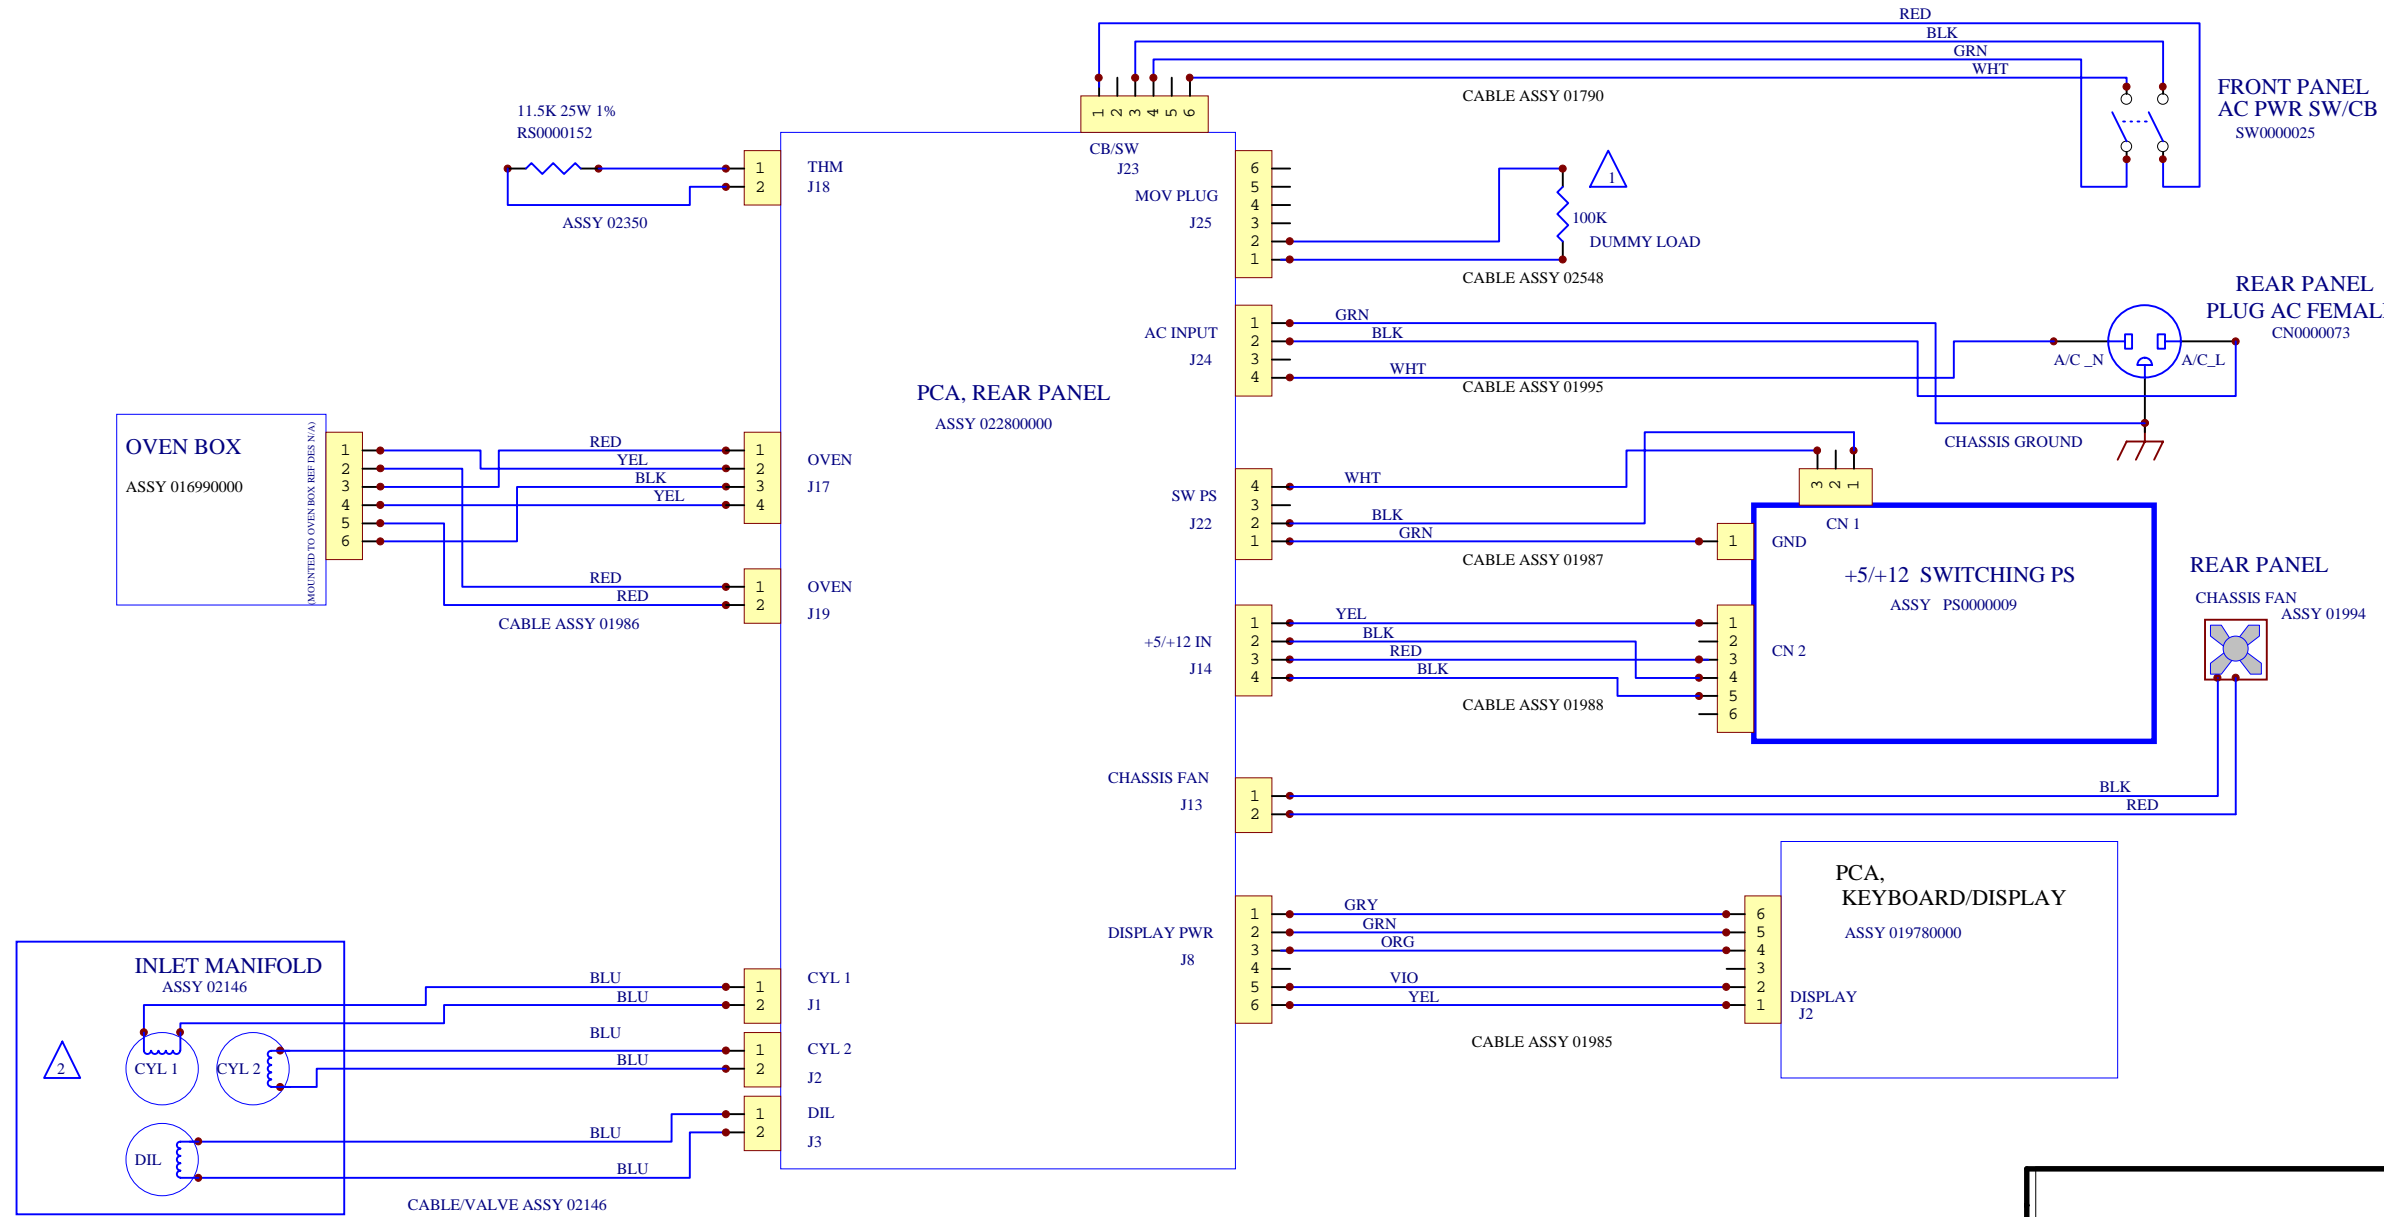 RED
BLK
GRN
WHT
CABLE ASSY 01790
FRONT PANEL
AC PWR SW/CB
SW0000025
1 2 3 4 5 6
CB/SW
J23
11.5K 25W 1%
RS0000152
1
2
THM
J18
ASSY 02350
MOV PLUG
J25
6
5
4
3
2
1
1
100K
DUMMY LOAD
CABLE ASSY 02548
REAR PANEL
PLUG AC FEMAL
CN0000073
A/C _N
A/C_L
AC INPUT
J24
1
2
3
4
GRN
BLK
WHT
CABLE ASSY 01995
CHASSIS GROUND
PCA, REAR PANEL
ASSY 022800000
OVEN BOX
ASSY 016990000
(MOUNTED TO OVEN BOX REF DES N/A)
1
2
3
4
5
6
RED
YEL
BLK
YEL
1
2
3
4
OVEN
J17
RED
RED
1
2
OVEN
J19
CABLE ASSY 01986
SW PS
J22
4
3
2
1
WHT
BLK
GRN
CABLE ASSY 01987
3 2 1
CN 1
1
GND
+5/+12 SWITCHING PS
ASSY PS0000009
+5/+12 IN
J14
1
2
3
4
YEL
BLK
RED
BLK
CABLE ASSY 01988
1
2
3
4
5
6
CN 2
REAR PANEL
CHASSIS FAN
ASSY 01994
CHASSIS FAN
J13
1
2
BLK
RED
PCA,
KEYBOARD/DISPLAY
ASSY 019780000
DISPLAY PWR
J8
1
2
3
4
5
6
GRY
GRN
ORG
VIO
YEL
6
5
4
3
2
1
DISPLAY
J2
CABLE ASSY 01985
INLET MANIFOLD
ASSY 02146
2
CYL 1
CYL 2
DIL
BLU
BLU
1
2
CYL 1
J1
BLU
BLU
1
2
CYL 2
J2
BLU
BLU
1
2
DIL
J3
CABLE/VALVE ASSY 02146